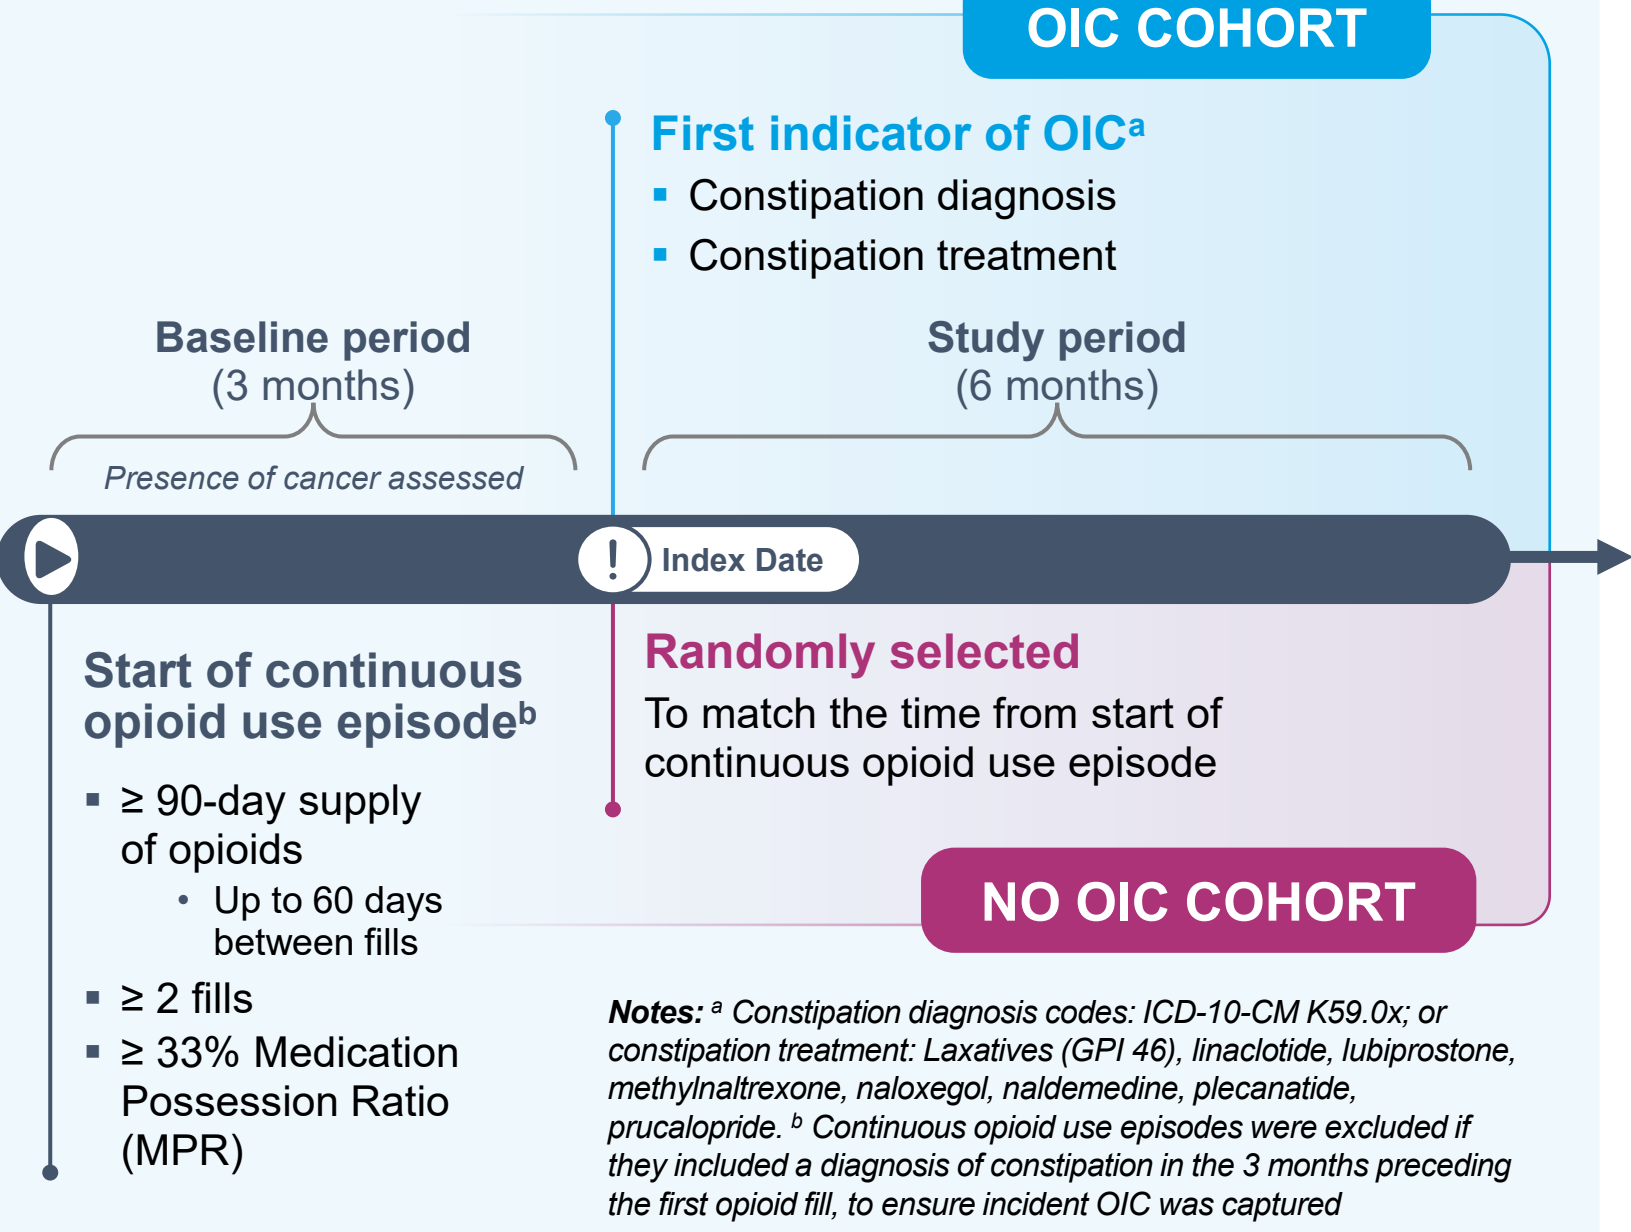 OIC COHORT
First indicator of OICᵃ
▪ Constipation diagnosis
▪ Constipation treatment
Baseline period
(3 months)
Study period
(6 months)
Presence of cancer assessed
! Index Date
Start of continuous
opioid use episodeᵇ
▪ ≥ 90-day supply
of opioids
• Up to 60 days
between fills
▪ ≥ 2 fills
▪ ≥ 33% Medication
Possession Ratio
(MPR)
Randomly selected
To match the time from start of
continuous opioid use episode
NO OIC COHORT
Notes: ᵃ Constipation diagnosis codes: ICD-10-CM K59.0x; or
constipation treatment: Laxatives (GPI 46), linaclotide, lubiprostone,
methylnaltrexone, naloxegol, naldemedine, plecanatide,
prucalopride. ᵇ Continuous opioid use episodes were excluded if
they included a diagnosis of constipation in the 3 months preceding
the first opioid fill, to ensure incident OIC was captured